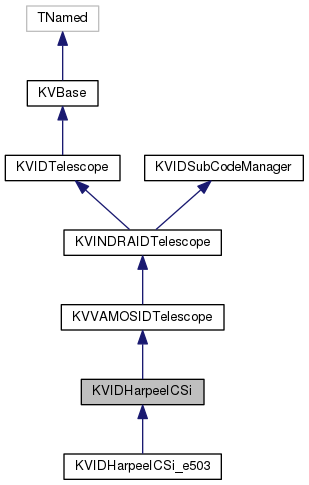 TNamed
KVBase
KVIDTelescope
KVIDSubCodeManager
KVINDRAIDTelescope
KVVAMOSIDTelescope
KVIDHarpeeICSi
KVIDHarpeeICSi_e503